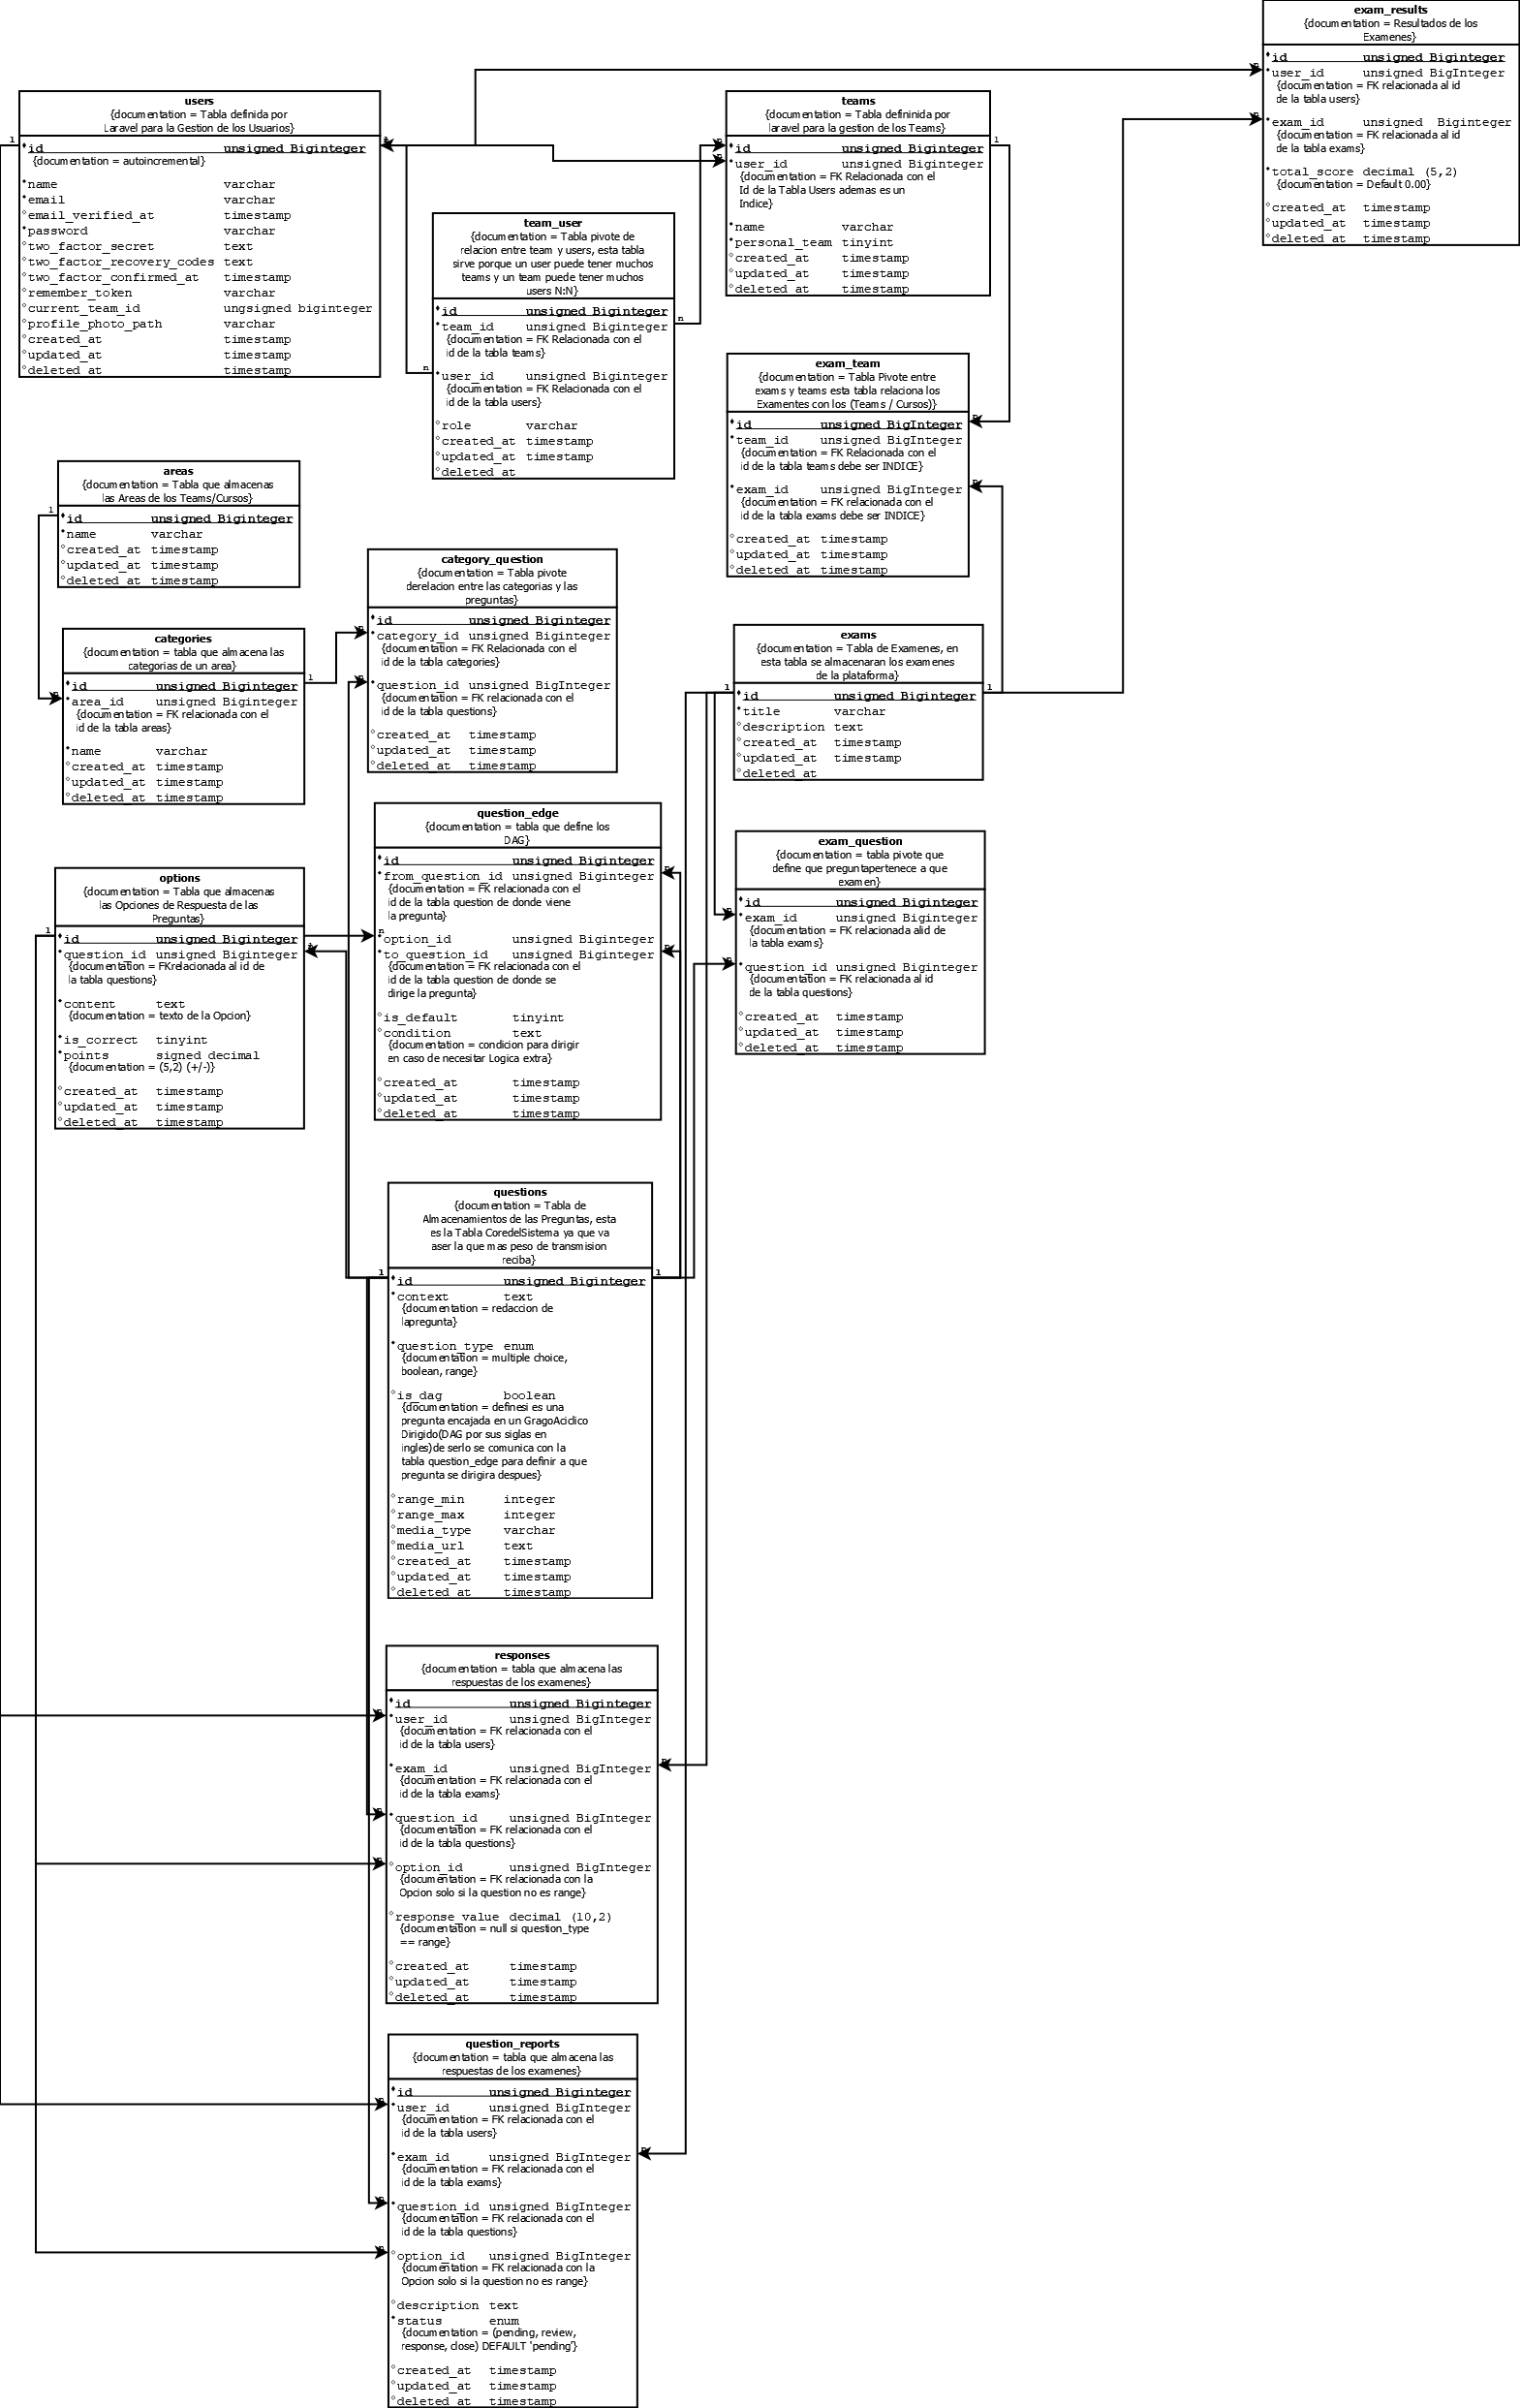 exam_results
{documentation = Resultados de los
Examenes}
id unsigned Biginteger
user_id unsigned BigInteger
{documentation = FK relacionada al id
de la tabla users}
exam_id unsigned Biginteger
{documentation = FK relacionada al id
de la tabla exams}
total_score decimal (5,2)
{documentation = Default 0.00}
created_at timestamp
updated_at timestamp
deleted_at timestamp
users
{documentation = Tabla definida por
Laravel para la Gestion de los Usuarios}
id unsigned Biginteger
{documentation = autoincremental}
name varchar
email varchar
email_verified_at timestamp
password varchar
two_factor_secret text
two_factor_recovery_codes text
two_factor_confirmed_at timestamp
remember_token varchar
current_team_id ungsigned biginteger
profile_photo_path varchar
created_at timestamp
updated_at timestamp
deleted_at timestamp
1
teams
{documentation = Tabla defininida por
laravel para la gestion de los Teams}
id unsigned Biginteger
user_id unsigned Biginteger
{documentation = FK Relacionada con el
Id de la Tabla Users ademas es un
Indice}
name varchar
personal_team tinyint
created_at timestamp
updated_at timestamp
deleted_at timestamp
1
team_user
{documentation = Tabla pivote de
relacion entre team y users, esta tabla
sirve porque un user puede tener muchos
teams y un team puede tener muchos
users N:N}
id unsigned Biginteger
team_id unsigned Biginteger
{documentation = FK Relacionada con el
id de la tabla teams}
user_id unsigned Biginteger
{documentation = FK Relacionada con el
id de la tabla users}
role varchar
created_at timestamp
updated_at timestamp
deleted_at
n
n
exam_team
{documentation = Tabla Pivote entre
exams y teams esta tabla relaciona los
Examentes con los (Teams / Cursos)}
id unsigned BigInteger
team_id unsigned BigInteger
{documentation = FK Relacionada con el
id de la tabla teams debe ser INDICE}
exam_id unsigned BigInteger
{documentation = FK relacionada con el
id de la tabla exams debe ser INDICE}
created_at timestamp
updated_at timestamp
deleted_at timestamp
areas
{documentation = Tabla que almacenas
las Areas de los Teams/Cursos}
id unsigned Biginteger
name varchar
created_at timestamp
updated_at timestamp
deleted_at timestamp
1
category_question
{documentation = Tabla pivote
derelacion entre las categorias y las
preguntas}
id unsigned Biginteger
category_id unsigned Biginteger
{documentation = FK Relacionada con el
id de la tabla categories}
question_id unsigned BigInteger
{documentation = FK relacionada con el
id de la tabla questions}
created_at timestamp
updated_at timestamp
deleted_at timestamp
categories
{documentation = tabla que almacena las
categorias de un area}
id unsigned Biginteger
area_id unsigned Biginteger
{documentation = FK relacionada con el
id de la tabla areas}
name varchar
created_at timestamp
updated_at timestamp
deleted_at timestamp
1
exams
{documentation = Tabla de Examenes, en
esta tabla se almacenaran los examenes
de la plataforma}
id unsigned Biginteger
title varchar
description text
created_at timestamp
updated_at timestamp
deleted_at
1
1
question_edge
{documentation = tabla que define los
DAG}
id unsigned Biginteger
from_question_id unsigned Biginteger
{documentation = FK relacionada con el
id de la tabla question de donde viene
la pregunta}
option_id unsigned Biginteger
to_question_id unsigned Biginteger
{documentation = FK relacionada con el
id de la tabla question de donde se
dirige la pregunta}
is_default tinyint
condition text
{documentation = condicion para dirigir
en caso de necesitar Logica extra}
created_at timestamp
updated_at timestamp
deleted_at timestamp
n
exam_question
{documentation = tabla pivote que
define que preguntapertenece a que
examen}
id unsigned Biginteger
exam_id unsigned Biginteger
{documentation = FK relacionada alid de
la tabla exams}
question_id unsigned Biginteger
{documentation = FK relacionada al id
de la tabla questions}
created_at timestamp
updated_at timestamp
deleted_at timestamp
options
{documentation = Tabla que almacenas
las Opciones de Respuesta de las
Preguntas}
id unsigned Biginteger
question_id unsigned Biginteger
{documentation = FKrelacionada al id de
la tabla questions}
content text
{documentation = texto de la Opcion}
is_correct tinyint
points signed decimal
{documentation = (5,2) (+/-)}
created_at timestamp
updated_at timestamp
deleted_at timestamp
1
questions
{documentation = Tabla de
Almacenamientos de las Preguntas, esta
es la Tabla CoredelSistema ya que va
aser la que mas peso de transmision
reciba}
id unsigned Biginteger
context text
{documentation = redaccion de
lapregunta}
question_type enum
{documentation = multiple choice,
boolean, range}
is_dag boolean
{documentation = definesi es una
pregunta encajada en un GragoAciclico
Dirigido(DAG por sus siglas en
ingles)de serlo se comunica con la
tabla question_edge para definir a que
pregunta se dirigira despues}
range_min integer
range_max integer
media_type varchar
media_url text
created_at timestamp
updated_at timestamp
deleted_at timestamp
1
1
responses
{documentation = tabla que almacena las
respuestas de los examenes}
id unsigned Biginteger
user_id unsigned BigInteger
{documentation = FK relacionada con el
id de la tabla users}
exam_id unsigned BigInteger
{documentation = FK relacionada con el
id de la tabla exams}
question_id unsigned BigInteger
{documentation = FK relacionada con el
id de la tabla questions}
option_id unsigned BigInteger
{documentation = FK relacionada con la
Opcion solo si la question no es range}
response_value decimal (10,2)
{documentation = null si question_type
== range}
created_at timestamp
updated_at timestamp
deleted_at timestamp
question_reports
{documentation = tabla que almacena las
respuestas de los examenes}
id unsigned Biginteger
user_id unsigned BigInteger
{documentation = FK relacionada con el
id de la tabla users}
exam_id unsigned BigInteger
{documentation = FK relacionada con el
id de la tabla exams}
question_id unsigned BigInteger
{documentation = FK relacionada con el
id de la tabla questions}
option_id unsigned BigInteger
{documentation = FK relacionada con la
Opcion solo si la question no es range}
description text
status enum
{documentation = (pending, review,
response, close) DEFAULT 'pending'}
created_at timestamp
updated_at timestamp
deleted_at timestamp